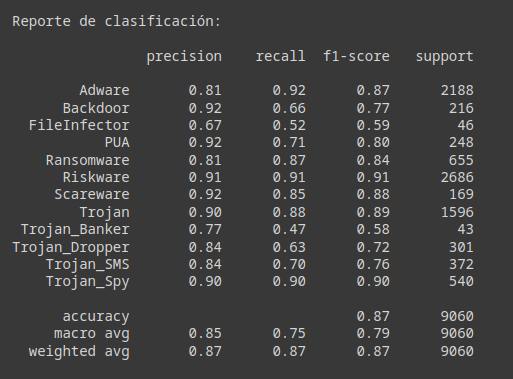 Reporte de clasificación:
precision recall f1-score support
Adware 0.81 0.92 0.87 2188
Backdoor 0.92 0.66 0.77 216
FileInfector 0.67 0.52 0.59 46
PUA 0.92 0.71 0.80 248
Ransomware 0.81 0.87 0.84 655
Riskware 0.91 0.91 0.91 2686
Scareware 0.92 0.85 0.88 169
Trojan 0.90 0.88 0.89 1596
Trojan_Banker 0.77 0.47 0.58 43
Trojan_Dropper 0.84 0.63 0.72 301
Trojan_SMS 0.84 0.70 0.76 372
Trojan_Spy 0.90 0.90 0.90 540
accuracy 0.87 9060
macro avg 0.85 0.75 0.79 9060
weighted avg 0.87 0.87 0.87 9060